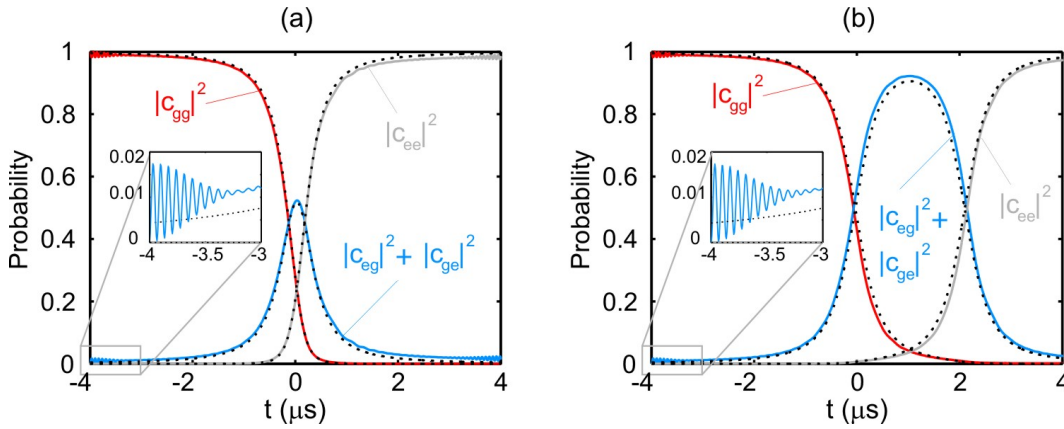 (a)
Probability
1
0.8
0.6
0.4
0.2
0
-4
-2
0
2
4
t (μs)
|c_gg|^2
|c_ee|^2
|c_eg|^2 + |c_ge|^2
0.02
0.01
0
-4
-3.5
-3
(b)
Probability
1
0.8
0.6
0.4
0.2
0
-4
-2
0
2
4
t (μs)
|c_gg|^2
|c_eg|^2 +
|c_ge|^2
|c_ee|^2
0.02
0.01
0
-4
-3.5
-3